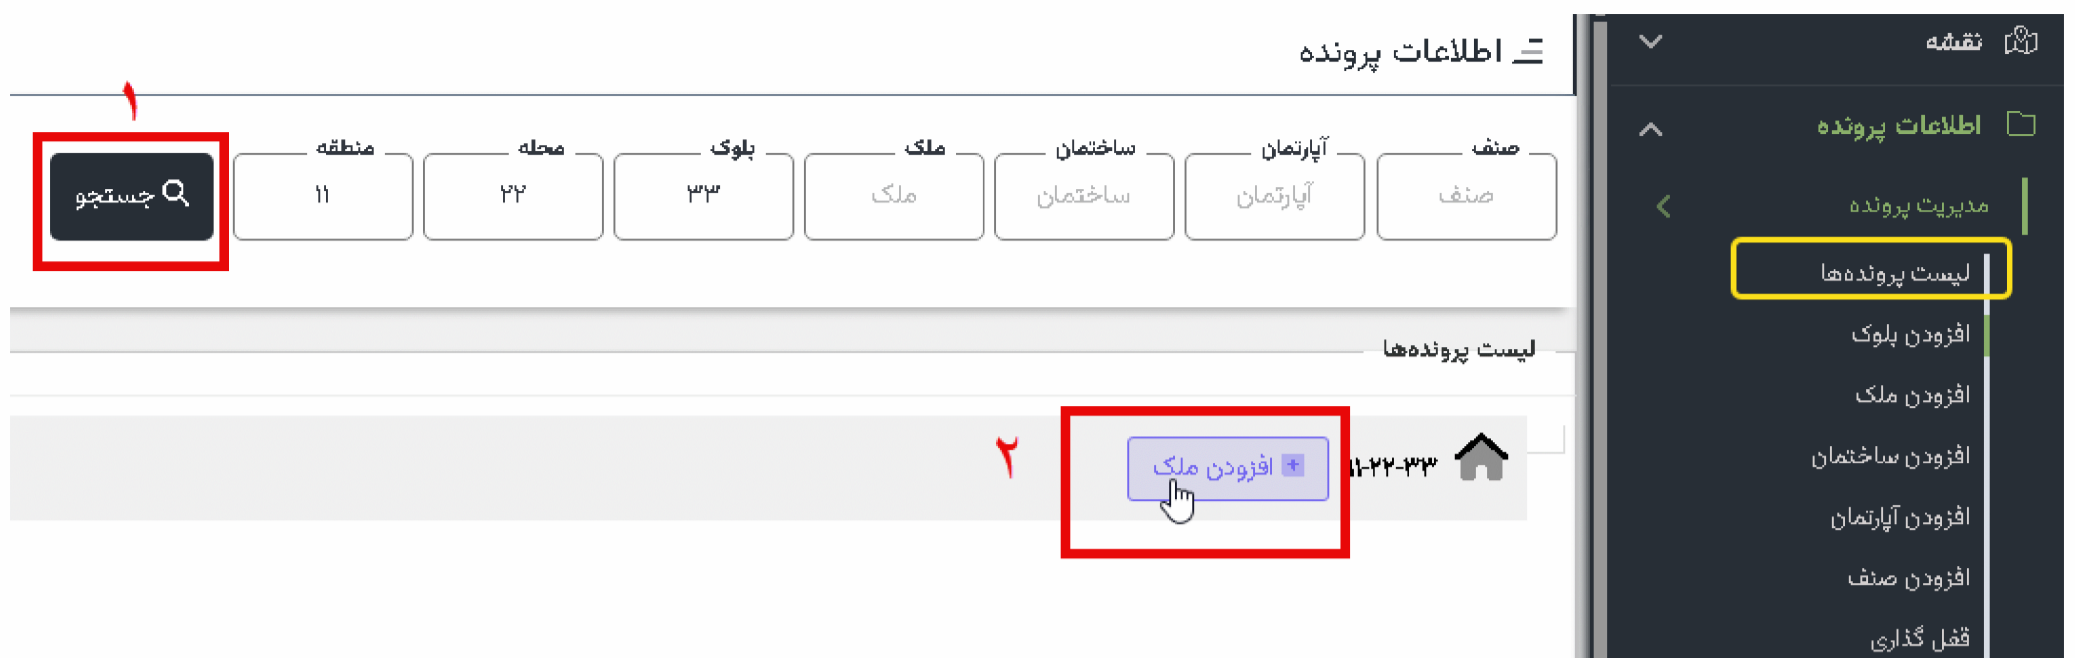 نقشه
اطلاعات پرونده
مدیریت پرونده
لیست پرونده‌ها
افزودن بلوک
افزودن ملک
افزودن ساختمان
افزودن آپارتمان
افزودن صنف
قفل گذاری
اطلاعات پرونده
صنف آپارتمان ساختمان ملک بلوک محله منطقه
صنف آپارتمان ساختمان ملک ۳۳ ۲۲ ۱۱ جستجو
۱
لیست پرونده‌ها
۱۱-۲۲-۳۳ افزودن ملک
۲